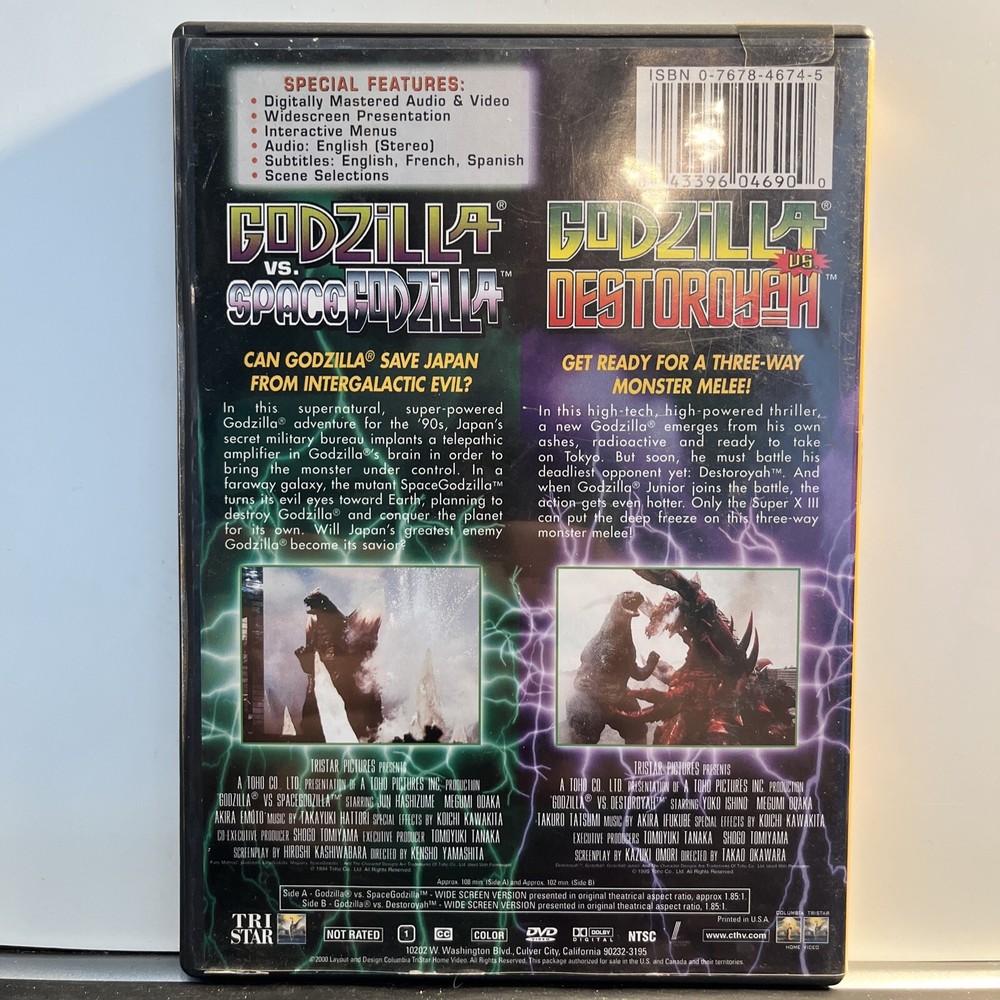 SPECIAL FEATURES:
• Digitally Mastered Audio & Video
• Widescreen Presentation
• Interactive Menus
• Audio: English (Stereo)
• Subtitles: English, French, Spanish
• Scene Selections
ISBN 0-7678-4674-5
43396 04690 0
GODZILLA®
VS.
SPACEGODZILLA™
CAN GODZILLA® SAVE JAPAN
FROM INTERGALACTIC EVIL?
In this supernatural, super-powered
Godzilla® adventure for the '90s, Japan's
secret military bureau implants a telepathic
amplifier in Godzilla®'s brain in order to
bring the monster under control. In a
faraway galaxy, the mutant SpaceGodzilla™
turns its evil eyes toward Earth, planning to
destroy Godzilla® and conquer the planet
for its own. Will Japan's greatest enemy
Godzilla® become its savior?
TRISTAR PICTURES PRESENTS
A TOHO CO., LTD. PRESENTATION OF A TOHO PICTURES INC. PRODUCTION
"GODZILLA® VS SPACEGODZILLA™" STARRING JUN HASHIZUME MEGUMI ODAKA
AKIRA EMOTO MUSIC BY TAKAYUKI HATTORI SPECIAL EFFECTS BY KOICHI KAWAKITA
CO-EXECUTIVE PRODUCER SHOGO TOMIYAMA EXECUTIVE PRODUCER TOMOYUKI TANAKA
SCREENPLAY BY HIROSHI KASHIWABARA DIRECTED BY KENSHO YAMASHITA
© 1994 Toho Co., Ltd. All Rights Reserved.
GODZILLA®
VS
DESTOROYAH™
GET READY FOR A THREE-WAY
MONSTER MELEE!
In this high-tech, high-powered thriller,
a new Godzilla® emerges from his own
ashes, radioactive and ready to take
on Tokyo. But soon, he must battle his
deadliest opponent yet: Destoroyah™. And
when Godzilla® Junior joins the battle, the
action gets even hotter. Only the Super X III
can put the deep freeze on this three-way
monster melee!
TRISTAR PICTURES PRESENTS
A TOHO CO., LTD. PRESENTATION OF A TOHO PICTURES INC. PRODUCTION
"GODZILLA® VS DESTOROYAH™" STARRING YOKO ISHINO MEGUMI ODAKA
TAKURO TATSUMI MUSIC BY AKIRA IFUKUBE SPECIAL EFFECTS BY KOICHI KAWAKITA
EXECUTIVE PRODUCERS TOMOYUKI TANAKA SHOGO TOMIYAMA
SCREENPLAY BY KAZUKI OMORI DIRECTED BY TAKAO OKAWARA
© 1995 Toho Co., Ltd. All Rights Reserved.
Approx. 108 min. (Side A) and Approx. 102 min. (Side B)
Side A - Godzilla® vs. SpaceGodzilla™ - WIDE SCREEN VERSION presented in original theatrical aspect ratio, approx 1.85:1.
Side B - Godzilla® vs. Destoroyah™ - WIDE SCREEN VERSION presented in original theatrical aspect ratio, 1.85:1.
Printed in U.S.A.
TRI
STAR
NOT RATED
1
CC
COLOR
DVD
VIDEO
DOLBY
DIGITAL
NTSC
www.cthv.com
COLUMBIA TRISTAR
HOME VIDEO
10202 W. Washington Blvd., Culver City, California 90232-3195
©2000 Layout and Design Columbia TriStar Home Video. All Rights Reserved. This package authorized for sale in the U.S. and Canada and their territories.